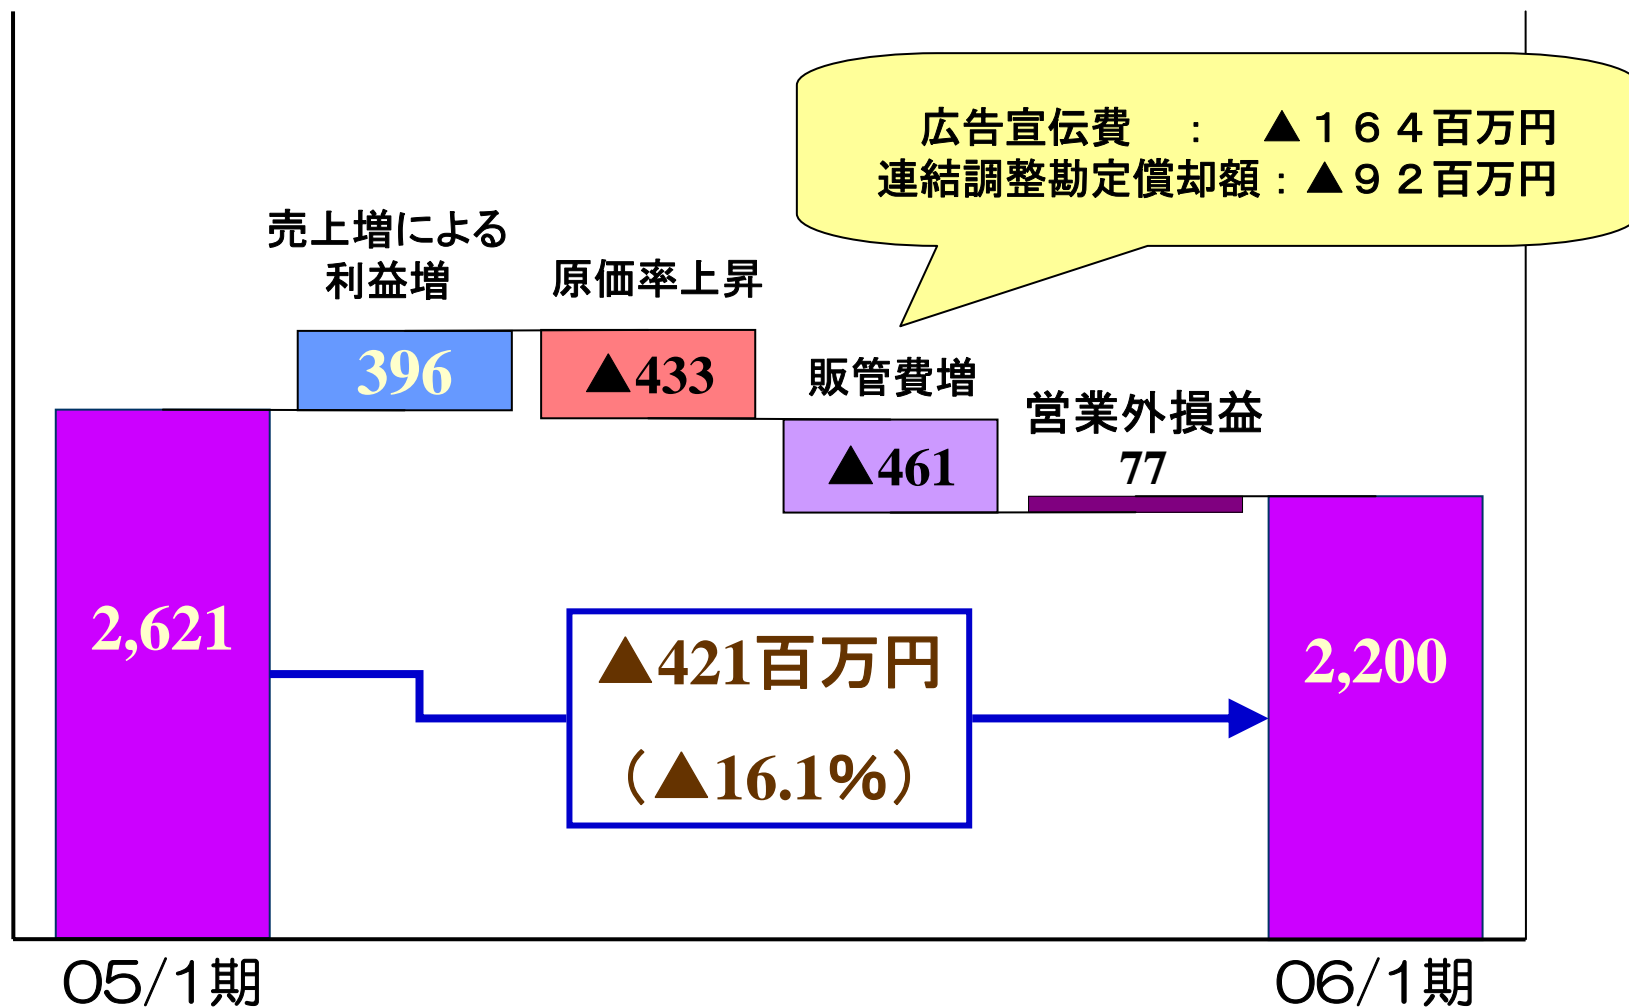 広告宣伝費　：　▲１６４百万円
連結調整勘定償却額：▲９２百万円
売上増による
利益増
原価率上昇
396
▲433
販管費増
▲461
営業外損益
77
2,621
▲421百万円
（▲16.1%）
2,200
05/1期
06/1期